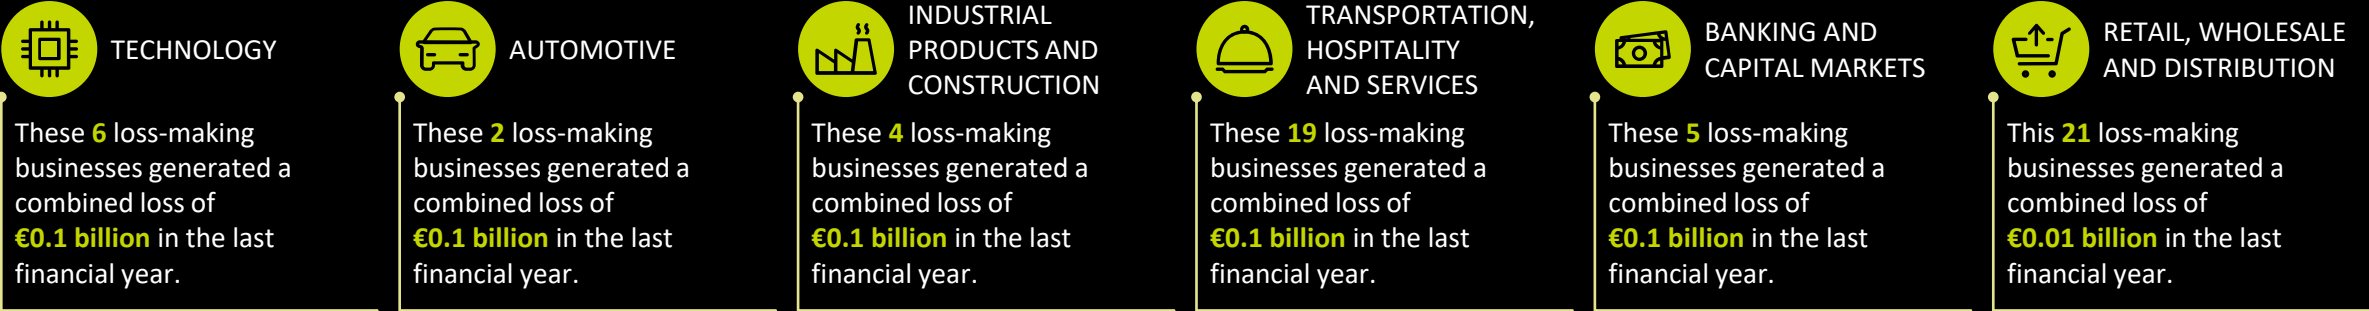 TECHNOLOGY
These 6 loss-making
businesses generated a
combined loss of
€0.1 billion in the last
financial year.
AUTOMOTIVE
These 2 loss-making
businesses generated a
combined loss of
€0.1 billion in the last
financial year.
INDUSTRIAL
PRODUCTS AND
CONSTRUCTION
These 4 loss-making
businesses generated a
combined loss of
€0.1 billion in the last
financial year.
TRANSPORTATION,
HOSPITALITY
AND SERVICES
These 19 loss-making
businesses generated a
combined loss of
€0.1 billion in the last
financial year.
BANKING AND
CAPITAL MARKETS
These 5 loss-making
businesses generated a
combined loss of
€0.1 billion in the last
financial year.
RETAIL, WHOLESALE
AND DISTRIBUTION
This 21 loss-making
businesses generated a
combined loss of
€0.01 billion in the last
financial year.